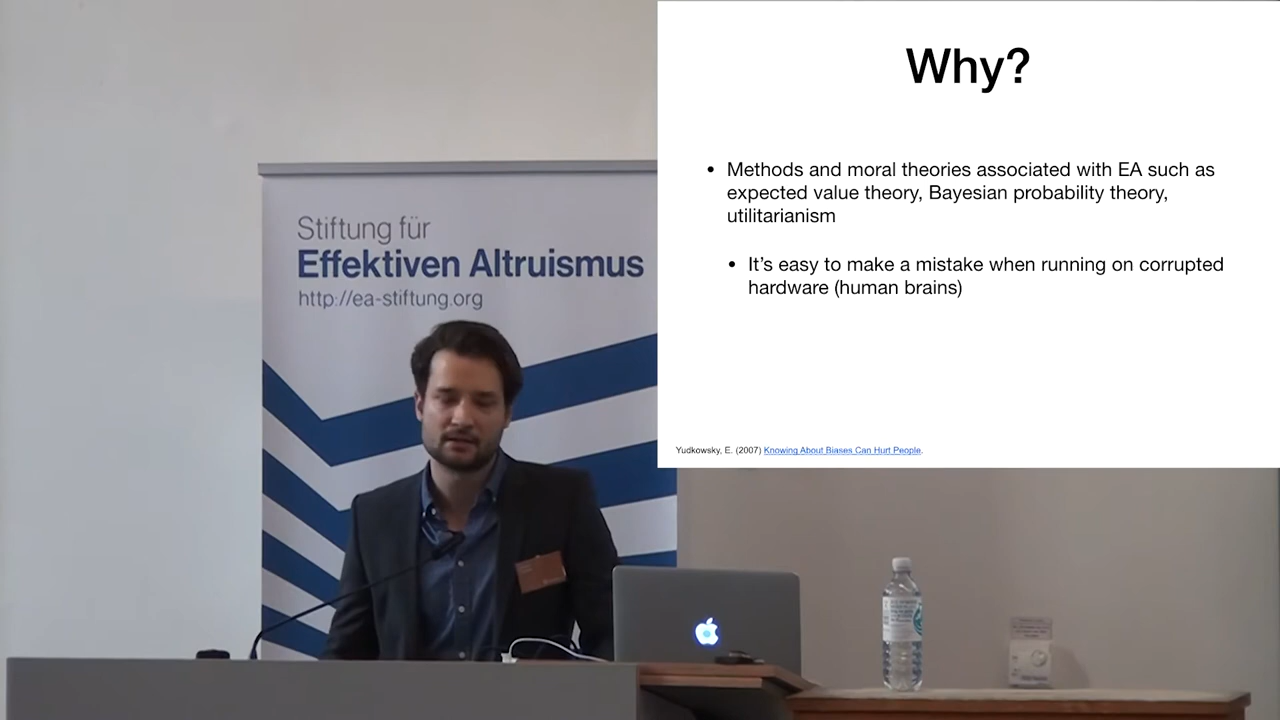 Why?
• Methods and moral theories associated with EA such as
expected value theory, Bayesian probability theory,
utilitarianism
• It's easy to make a mistake when running on corrupted
hardware (human brains)
Yudkowsky, E. (2007) Knowing About Biases Can Hurt People.
Stiftung für
Effektiven Altruismus
http://ea-stiftung.org